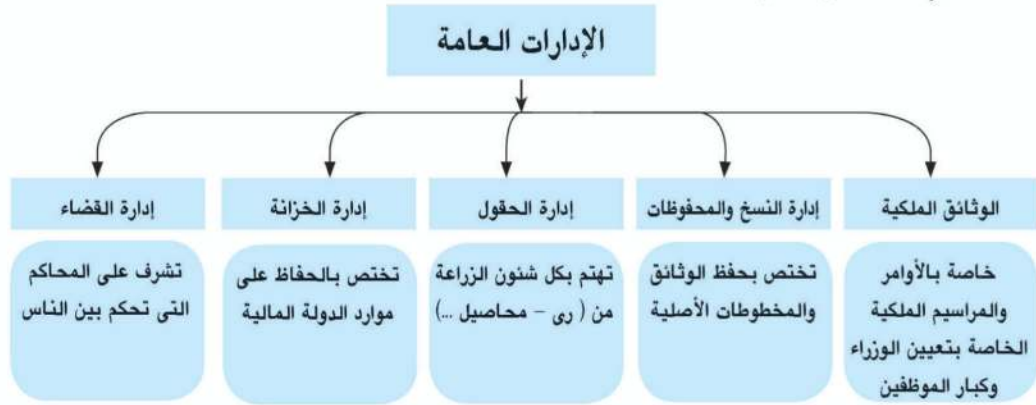 الإدارات العامة
الوثائق الملكية
خاصة بالأوامر
والمراسيم الملكية
الخاصة بتعيين الوزراء
وكبار الموظفين
إدارة النسخ والمحفوظات
تختص بحفظ الوثائق
والمخطوطات الأصلية
إدارة الحقول
تهتم بكل شئون الزراعة
من ( رى - محاصيل ...)
إدارة الخزانة
تختص بالحفاظ على
موارد الدولة المالية
إدارة القضاء
تشرف على المحاكم
التى تحكم بين الناس